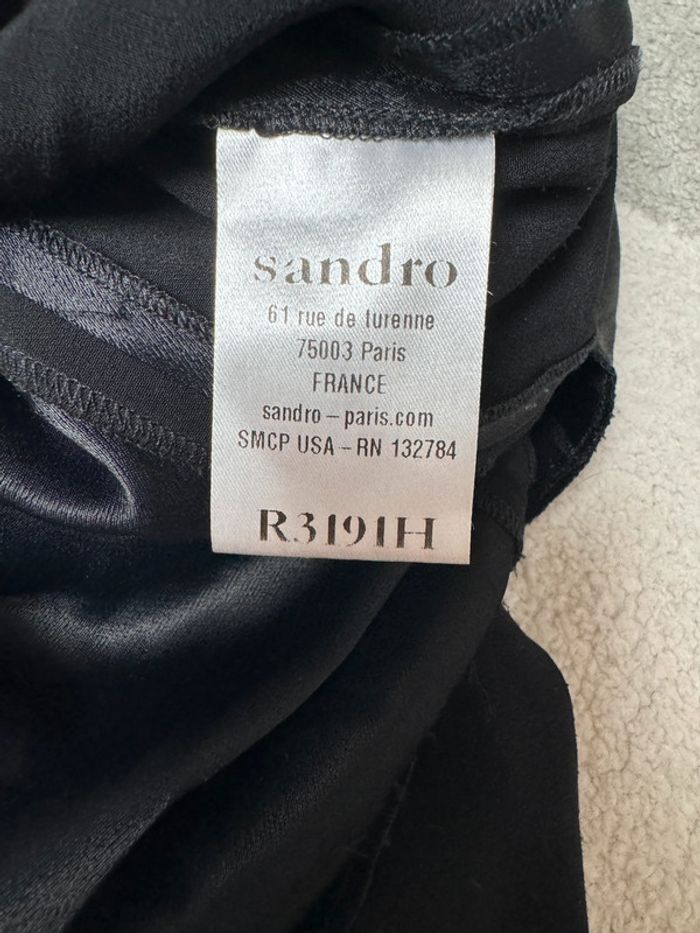 sandro
61 rue de turenne
75003 Paris
FRANCE
sandro-paris.com
SMCP USA - RN 132784
R3191H